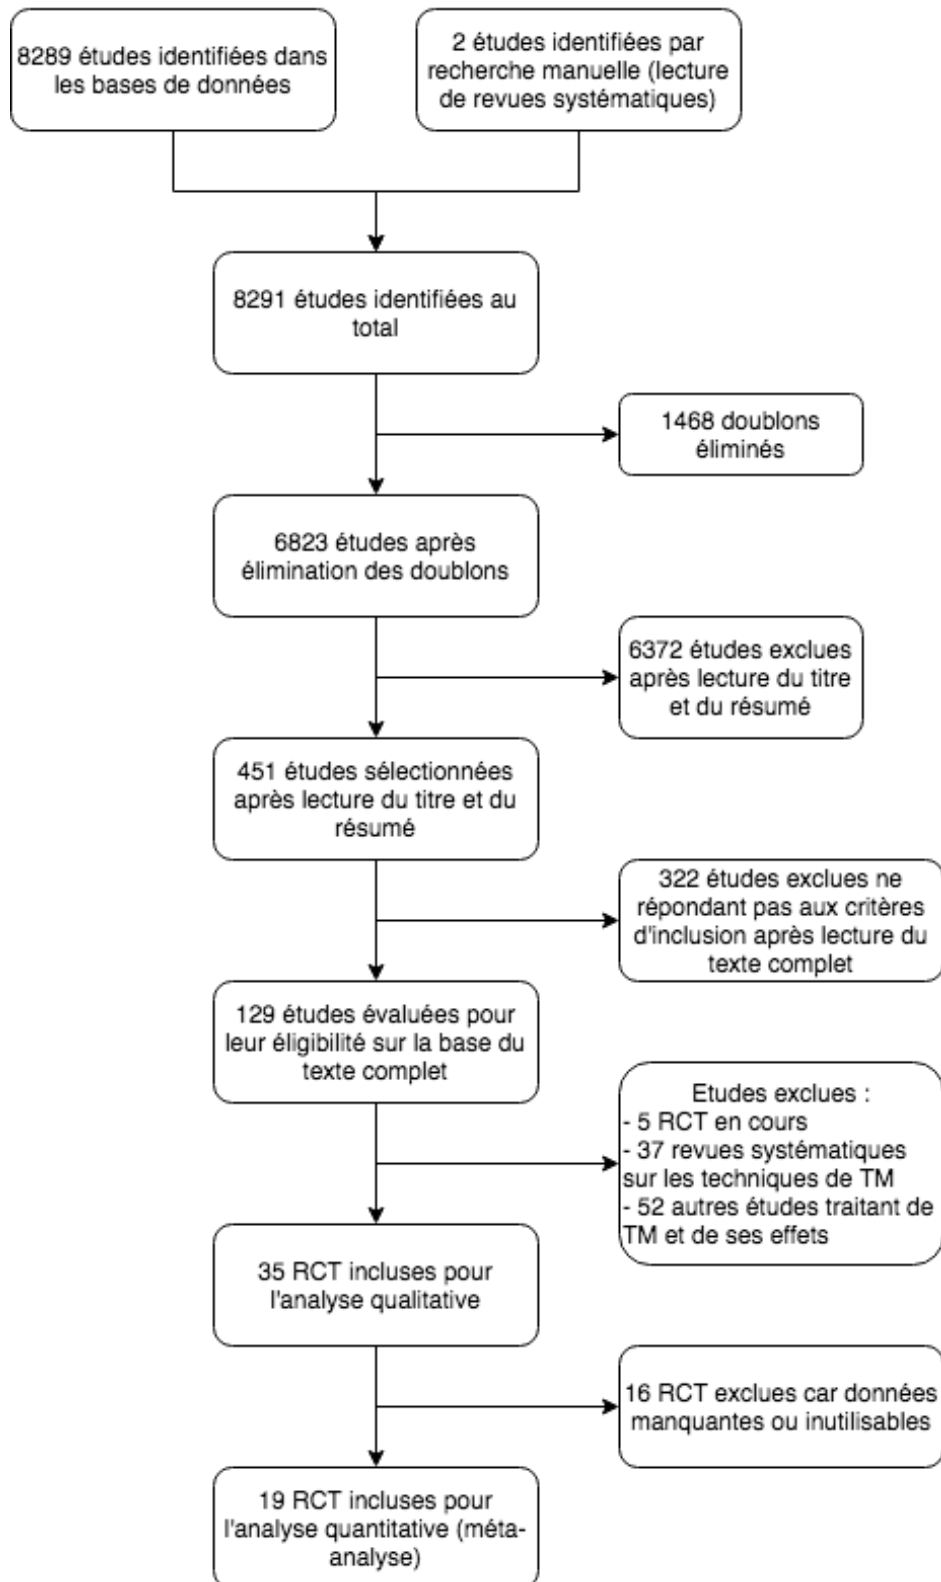 8289 études identifiées dans
les bases de données
2 études identifiées par
recherche manuelle (lecture
de revues systématiques)
8291 études identifiées au
total
1468 doublons
éliminés
6823 études après
élimination des doublons
6372 études exclues
après lecture du titre
et du résumé
451 études sélectionnées
après lecture du titre et du
résumé
322 études exclues ne
répondant pas aux critères
d'inclusion après lecture du
texte complet
129 études évaluées pour
leur éligibilité sur la base du
texte complet
Etudes exclues :
- 5 RCT en cours
- 37 revues systématiques
sur les techniques de TM
- 52 autres études traitant de
TM et de ses effets
35 RCT incluses pour
l'analyse qualitative
16 RCT exclues car données
manquantes ou inutilisables
19 RCT incluses pour
l'analyse quantitative (méta-
analyse)